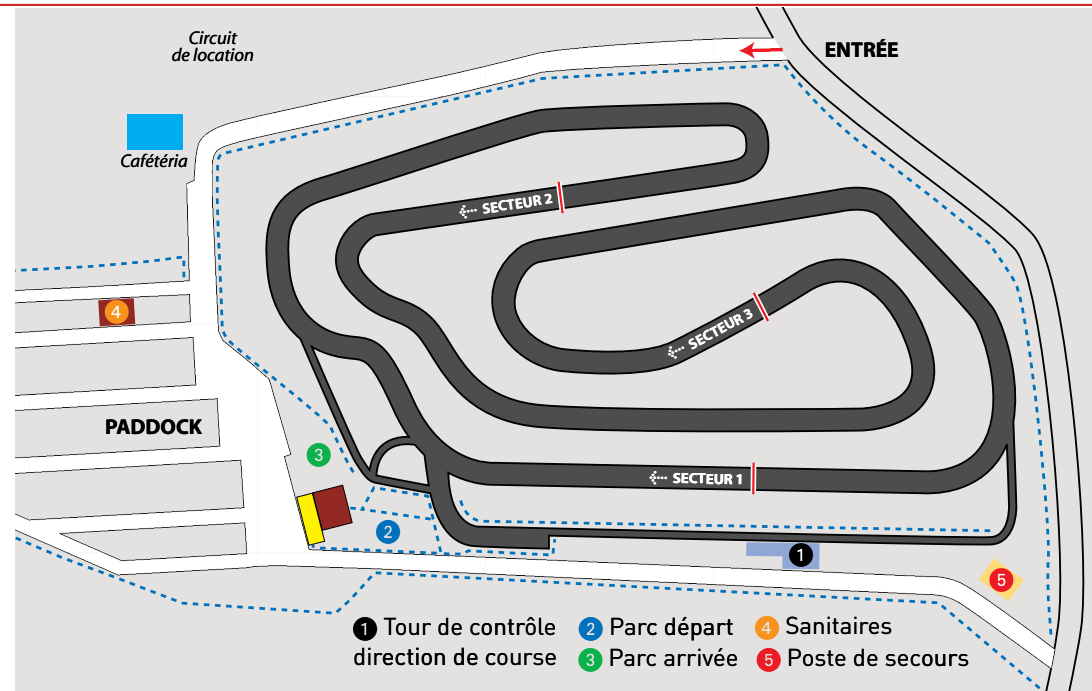 Circuit
de location
ENTRÉE
Cafétéria
SECTEUR 2
4
SECTEUR 3
PADDOCK
3
SECTEUR 1
2
1
5
1 Tour de contrôle
direction de course
2 Parc départ
3 Parc arrivée
4 Sanitaires
5 Poste de secours